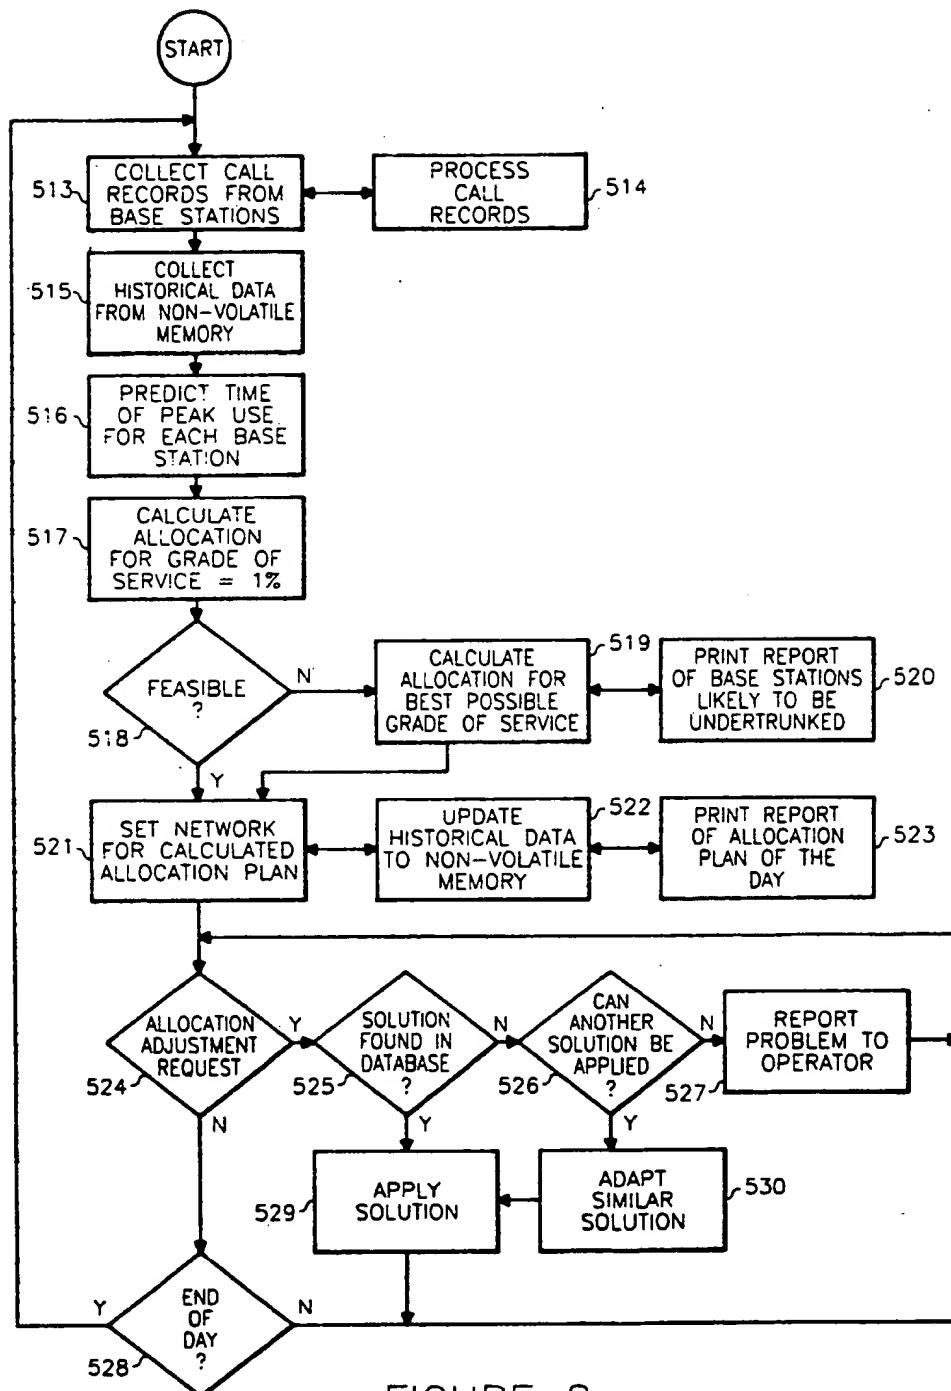 START
513
COLLECT CALL
RECORDS FROM
BASE STATIONS
PROCESS
CALL
RECORDS
514
515
COLLECT
HISTORICAL DATA
FROM NON-VOLATILE
MEMORY
516
PREDICT TIME
OF PEAK USE
FOR EACH BASE
STATION
517
CALCULATE
ALLOCATION
FOR GRADE OF
SERVICE = 1%
FEASIBLE
?
518
N
Y
CALCULATE
ALLOCATION FOR
BEST POSSIBLE
GRADE OF SERVICE
519
PRINT REPORT
OF BASE STATIONS
LIKELY TO BE
UNDERTRUNKED
520
521
SET NETWORK
FOR CALCULATED
ALLOCATION PLAN
UPDATE
HISTORICAL DATA
TO NON-VOLATILE
MEMORY
522
PRINT REPORT
OF ALLOCATION
PLAN OF THE
DAY
523
ALLOCATION
ADJUSTMENT
REQUEST
524
Y
N
SOLUTION
FOUND IN
DATABASE
?
525
N
Y
CAN
ANOTHER
SOLUTION BE
APPLIED
?
526
N
Y
REPORT
PROBLEM TO
OPERATOR
527
529
APPLY
SOLUTION
ADAPT
SIMILAR
SOLUTION
530
Y
END
OF
DAY
?
N
528